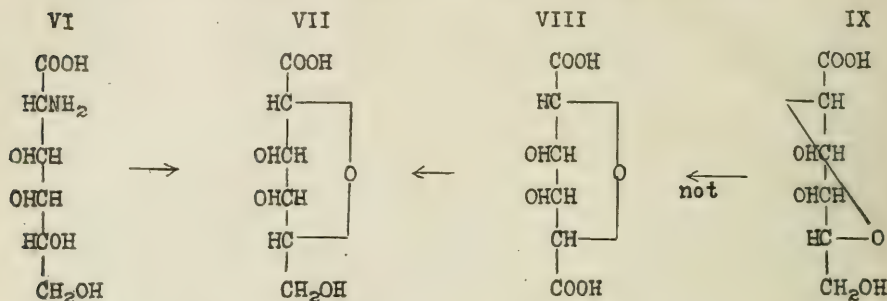 VI VII VIII IX
COOH COOH COOH COOH
HCNH₂ HC HC CH
OHCH OHCH OHCH OHCH
O O not
OHCH OHCH OHCH OHCH
HCOH HC CH HC O
CH₂OH CH₂OH COOH CH₂OH